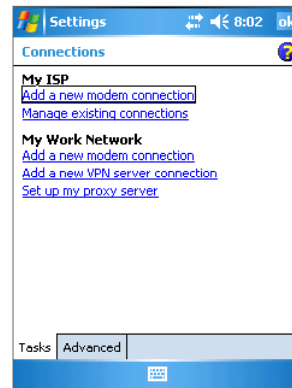 Settings 8:02 ok
Connections
My ISP
Add a new modem connection
Manage existing connections
My Work Network
Add a new modem connection
Add a new VPN server connection
Set up my proxy server
Tasks Advanced